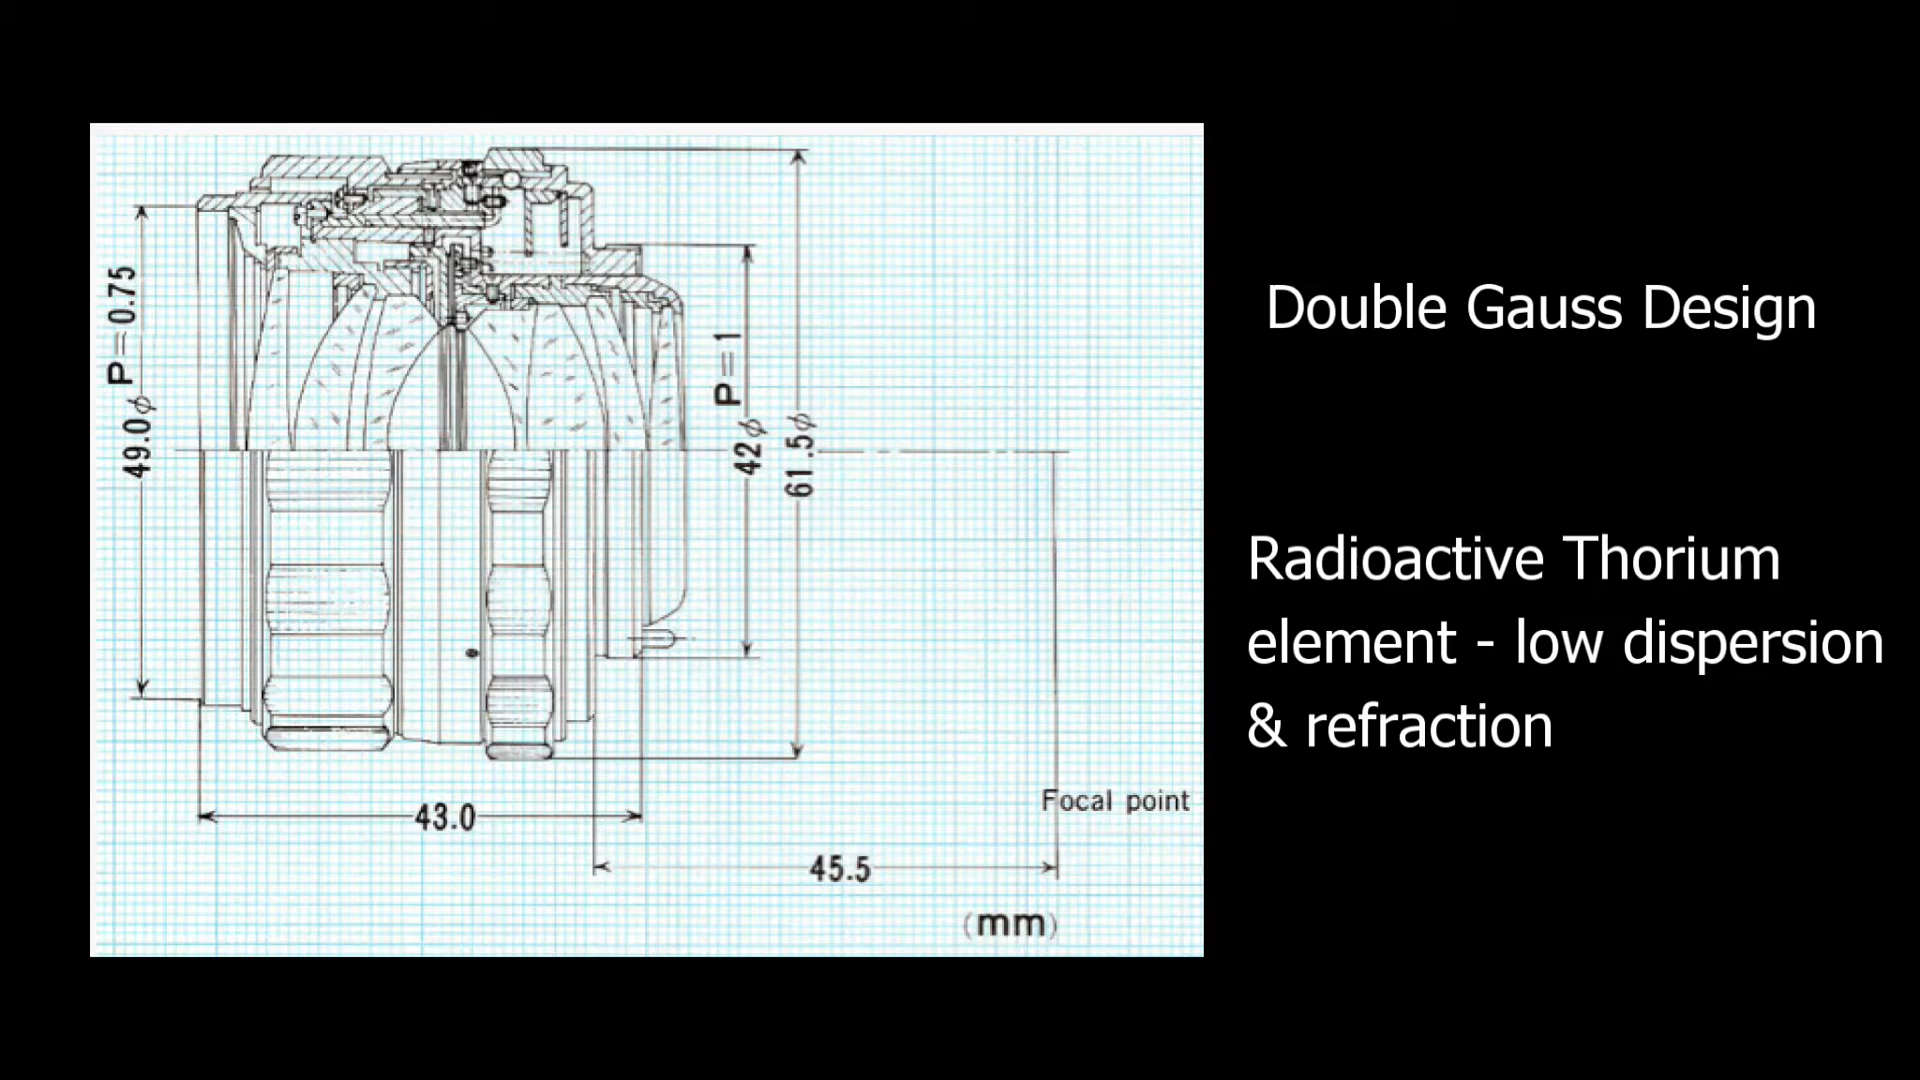 P=0.75
49.0φ
P=1
42φ
61.5φ
Focal point
43.0
45.5
(mm)
Double Gauss Design
Radioactive Thorium
element - low dispersion
& refraction